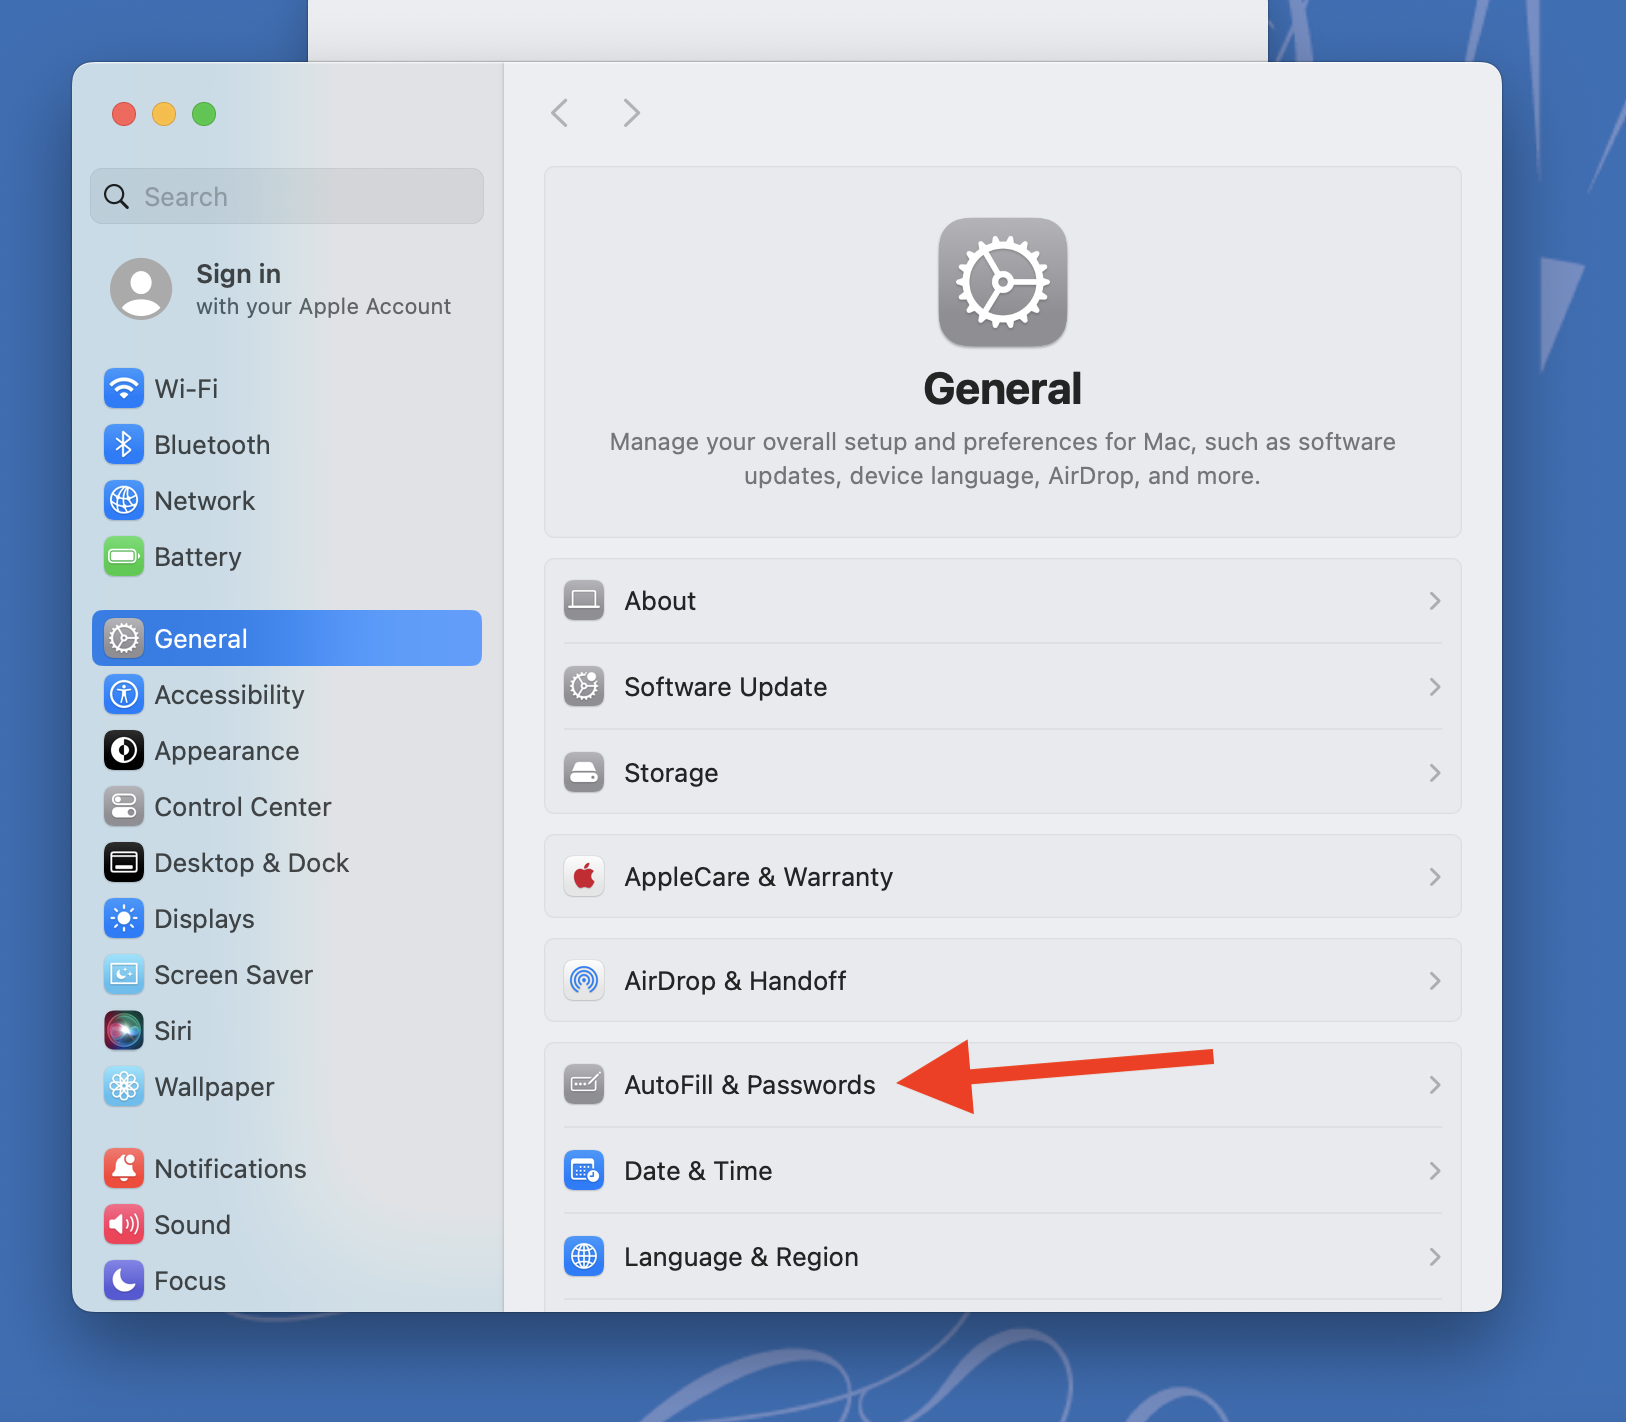 Search
Sign in
with your Apple Account
Wi-Fi
Bluetooth
Network
Battery
General
Accessibility
Appearance
Control Center
Desktop & Dock
Displays
Screen Saver
Siri
Wallpaper
Notifications
Sound
Focus
General
Manage your overall setup and preferences for Mac, such as software
updates, device language, AirDrop, and more.
About
Software Update
Storage
AppleCare & Warranty
AirDrop & Handoff
AutoFill & Passwords
Date & Time
Language & Region